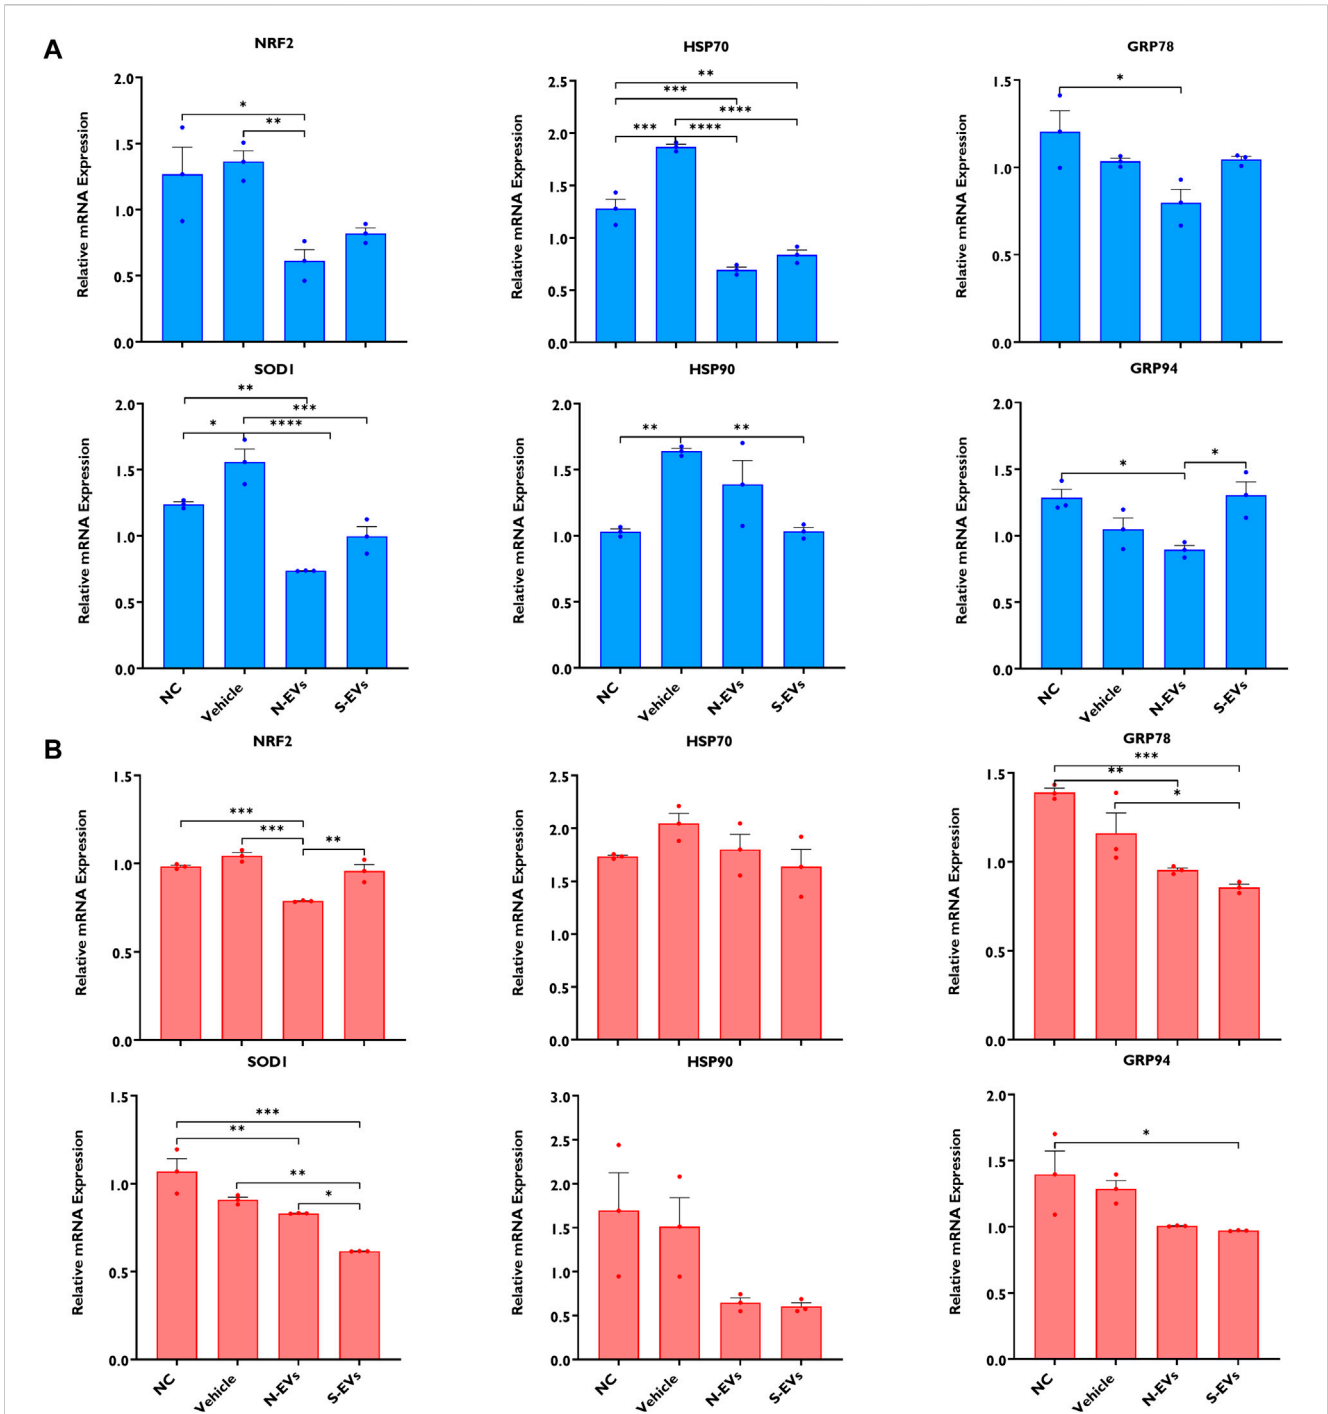 A
NRF2
HSP70
GRP78
Relative mRNA Expression
2.0
1.5
1.0
0.5
0.0
*
**
Relative mRNA Expression
2.5
2.0
1.5
1.0
0.5
0.0
**
***
****
***
****
Relative mRNA Expression
1.5
1.0
0.5
0.0
*
SOD1
HSP90
GRP94
Relative mRNA Expression
2.0
1.5
1.0
0.5
0.0
**
***
*
****
NC
Vehicle
N-EVs
S-EVs
Relative mRNA Expression
2.0
1.5
1.0
0.5
0.0
**
**
NC
Vehicle
N-EVs
S-EVs
Relative mRNA Expression
2.0
1.5
1.0
0.5
0.0
*
*
NC
Vehicle
N-EVs
S-EVs
B
NRF2
HSP70
GRP78
Relative mRNA Expression
1.5
1.0
0.5
0.0
***
***
**
Relative mRNA Expression
2.5
2.0
1.5
1.0
0.5
0.0
Relative mRNA Expression
1.5
1.0
0.5
0.0
***
**
*
SOD1
HSP90
GRP94
Relative mRNA Expression
1.5
1.0
0.5
0.0
***
**
**
*
NC
Vehicle
N-EVs
S-EVs
Relative mRNA Expression
3.0
2.5
2.0
1.5
1.0
0.5
0.0
NC
Vehicle
N-EVs
S-EVs
Relative mRNA Expression
2.0
1.5
1.0
0.5
0.0
*
NC
Vehicle
N-EVs
S-EVs